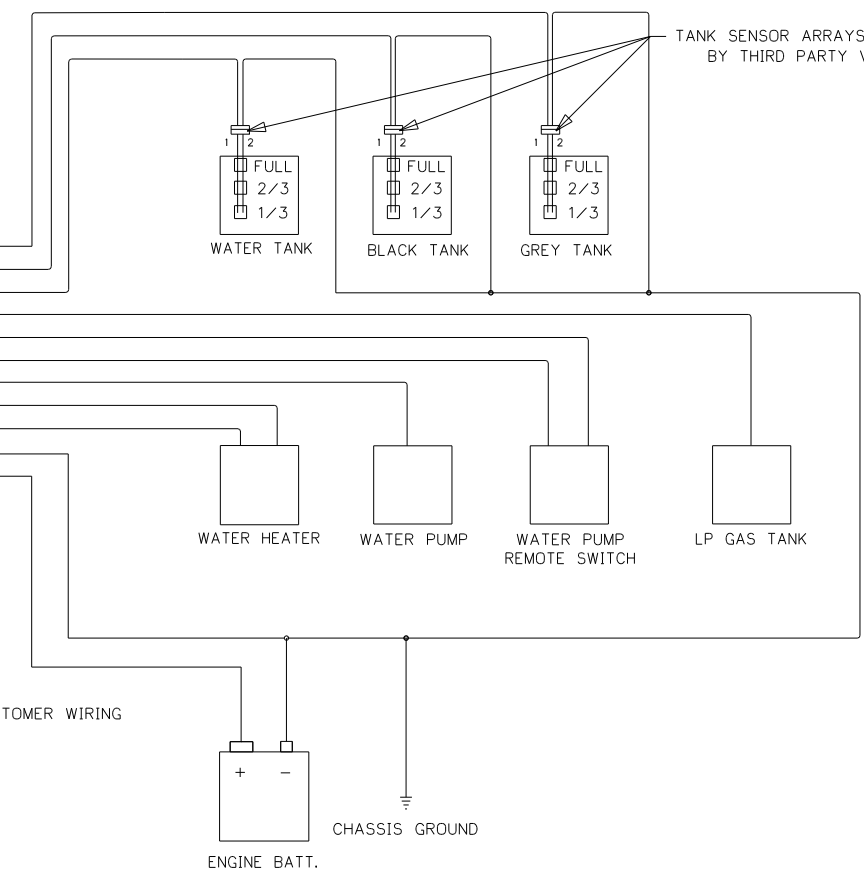 TANK SENSOR ARRAYS
BY THIRD PARTY
1 2
1 2
1 2
FULL
2/3
1/3
FULL
2/3
1/3
FULL
2/3
1/3
WATER TANK
BLACK TANK
GREY TANK
WATER HEATER
WATER PUMP
WATER PUMP
REMOTE SWITCH
LP GAS TANK
TOMER WIRING
+ −
CHASSIS GROUND
ENGINE BATT.